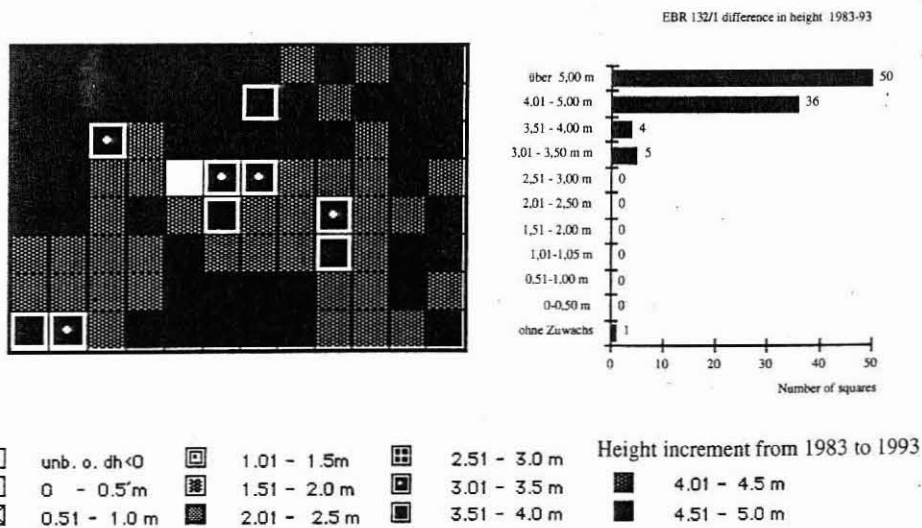 EBR 132/1 difference in height 1983-93
über 5,00 m 50
4.01 - 5,00 m 36
3,51 - 4,00 m 4
3,01 - 3,50 m m 5
2,51 - 3,00 m 0
2,01 - 2,50 m 0
1,51 - 2,00 m 0
1,01-1,05 m 0
0.51-1,00 m 0
0-0,50 m 0
ohne Zuwachs 1
0 10 20 30 40 50
Number of squares
Height increment from 1983 to 1993
unb. o. dh<0 1.01 - 1.5m 2.51 - 3.0 m
0 - 0.5 m 1.51 - 2.0 m 3.01 - 3.5 m 4.01 - 4.5 m
0.51 - 1.0 m 2.01 - 2.5 m 3.51 - 4.0 m 4.51 - 5.0 m